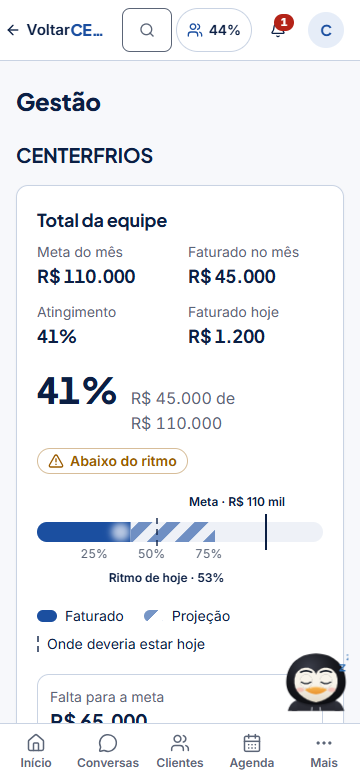 Voltar CE...
44%
1
C
Gestão
CENTERFRIOS
Total da equipe
Meta do mês
Faturado no mês
R$ 110.000
R$ 45.000
Atingimento
Faturado hoje
41%
R$ 1.200
41%
R$ 45.000 de
R$ 110.000
Abaixo do ritmo
Meta · R$ 110 mil
25%
50%
75%
Ritmo de hoje · 53%
Faturado
Projeção
Onde deveria estar hoje
Falta para a meta
R$ 65.000
Início
Conversas
Clientes
Agenda
Mais